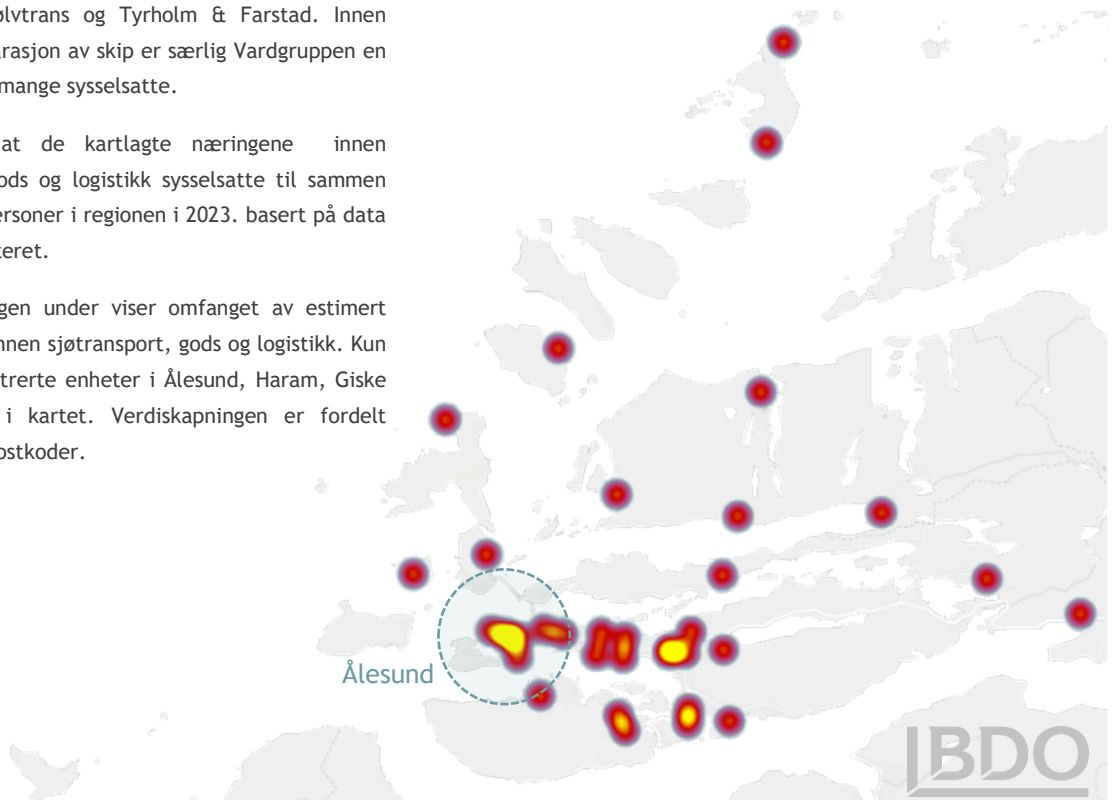 ølvtrans og Tyrholm & Farstad. Innen
arasjon av skip er særlig Vardgruppen en
mange sysselsatte.
at de kartlagte næringene innen
ods og logistikk sysselsatte til sammen
ersoner i regionen i 2023. basert på data
eret.
gen under viser omfanget av estimert
nnen sjøtransport, gods og logistikk. Kun
trerte enheter i Ålesund, Haram, Giske
i kartet. Verdiskapningen er fordelt
ostkoder.
Ålesund
BDO